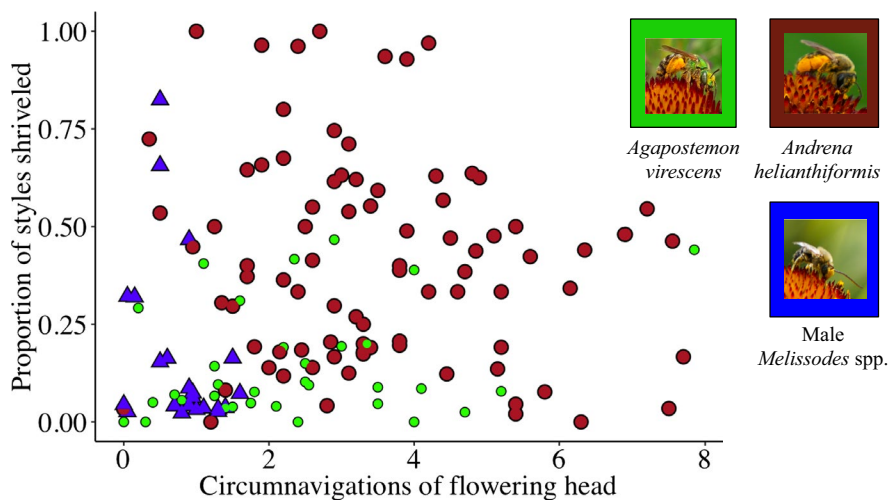 1.00
0.75
0.50
0.25
0.00
Proportion of styles shriveled
0
2
4
6
8
Circumnavigations of flowering head
Agapostemon
virescens
Andrena
helianthiformis
Male
Melissodes spp.